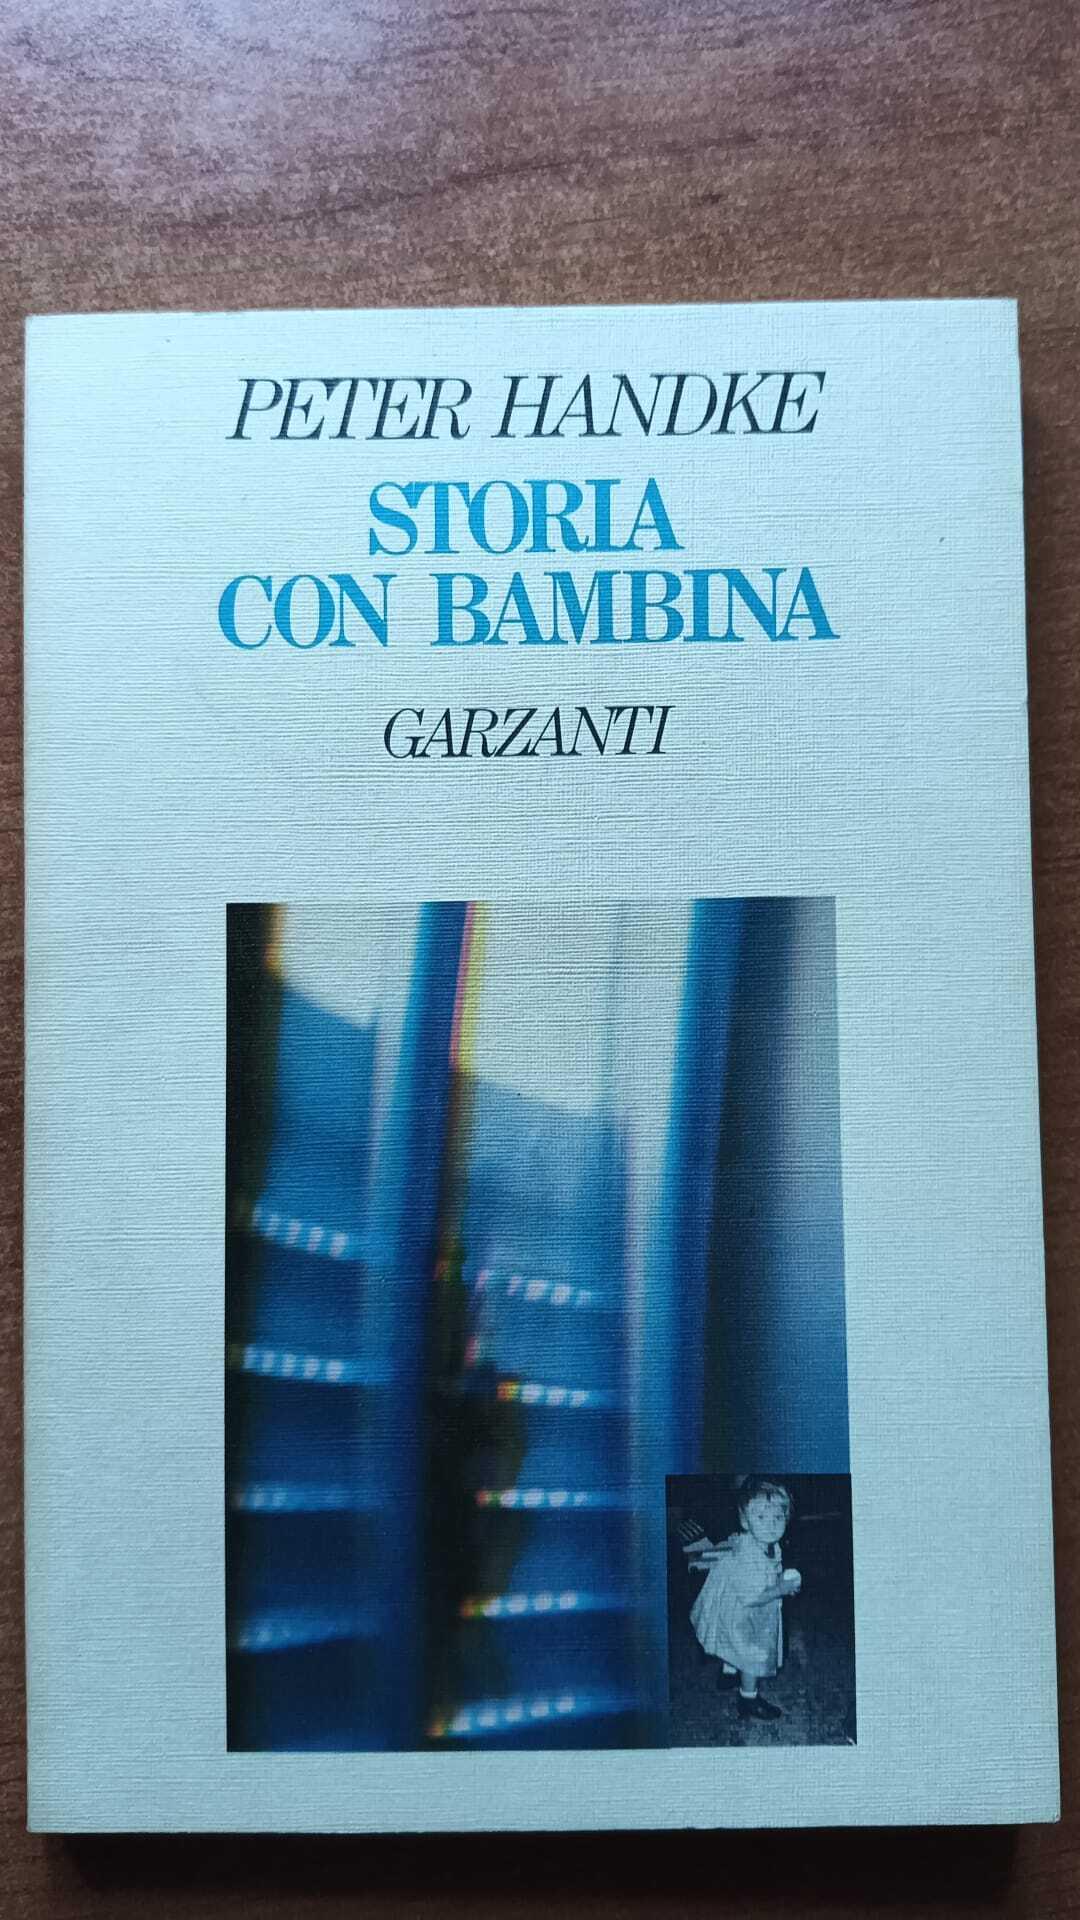 PETER HANDKE
STORIA
CON BAMBINA
GARZANTI